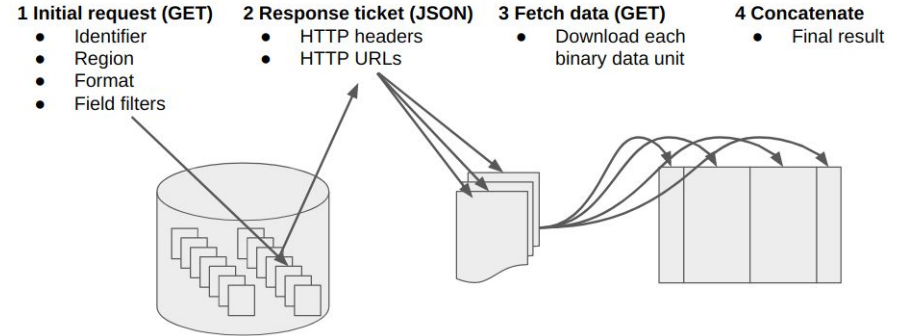 1 Initial request (GET)
● Identifier
● Region
● Format
● Field filters
2 Response ticket (JSON)
● HTTP headers
● HTTP URLs
3 Fetch data (GET)
● Download each
binary data unit
4 Concatenate
● Final result